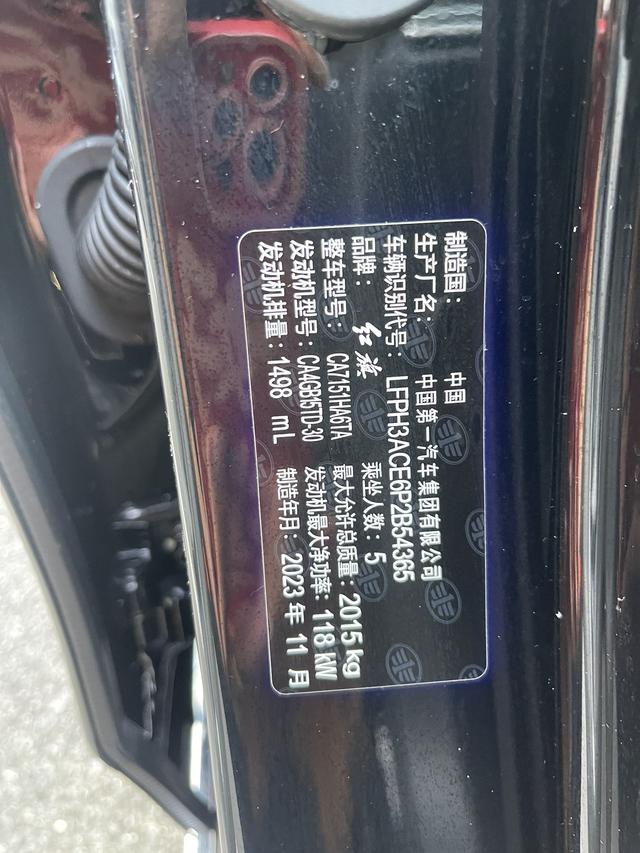 制造国： 中国
生产厂名： 中国第一汽车集团有限公司
车辆识别代号： LFPH3ACE6P2B54365
品牌： 红旗 乘坐人数： 5
整车型号： CA7151HA6TA 最大允许总质量： 2015 kg
发动机型号： CA4GB15TD-30 发动机最大净功率： 118 kW
发动机排量： 1498 mL 制造年月： 2023 年 11 月